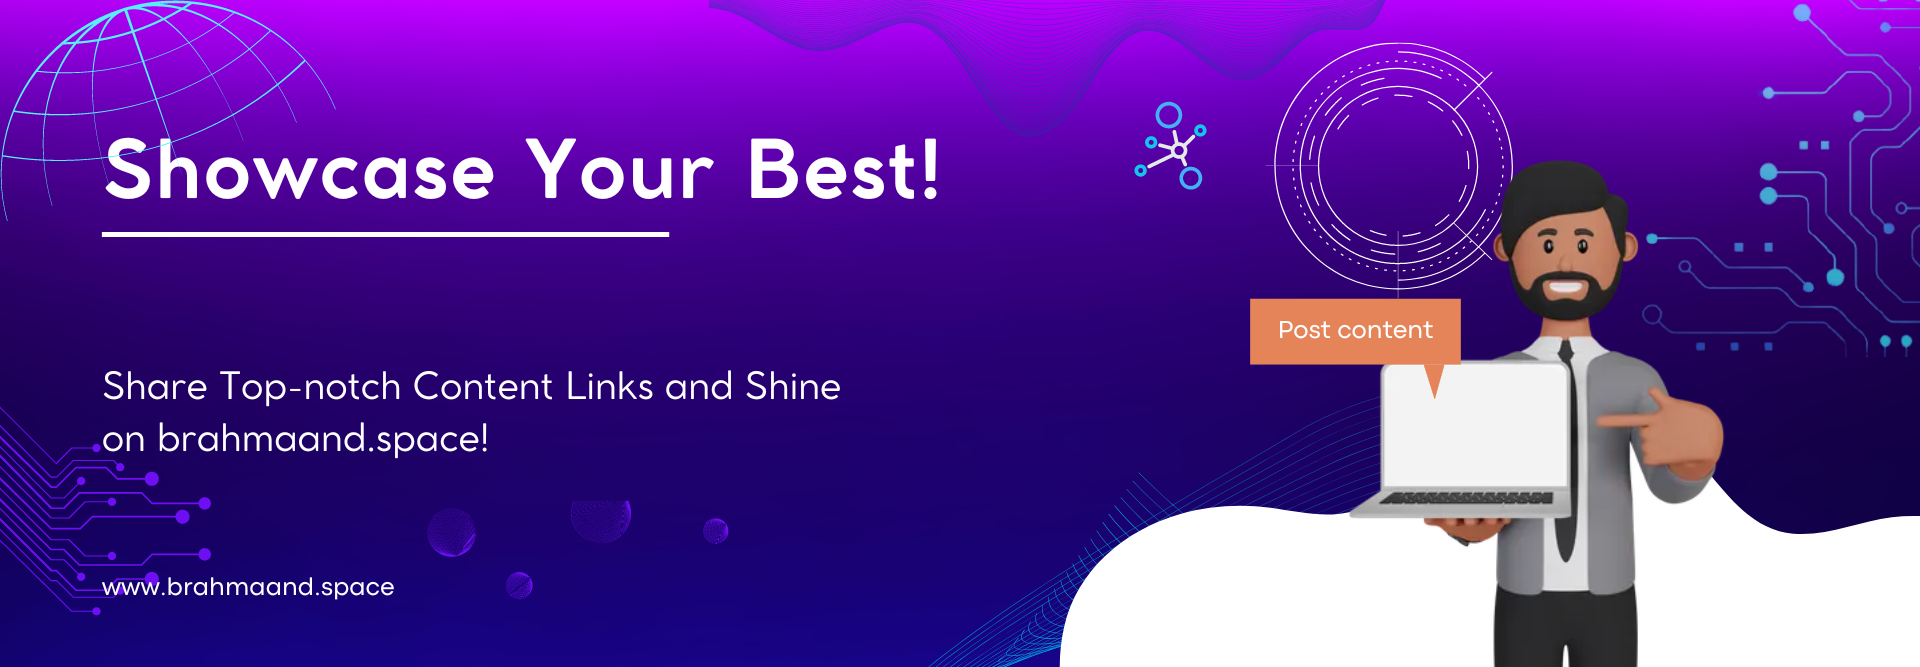 Showcase Your Best!
Share Top-notch Content Links and Shine
on brahmaand.space!
www.brahmaand.space
Post content